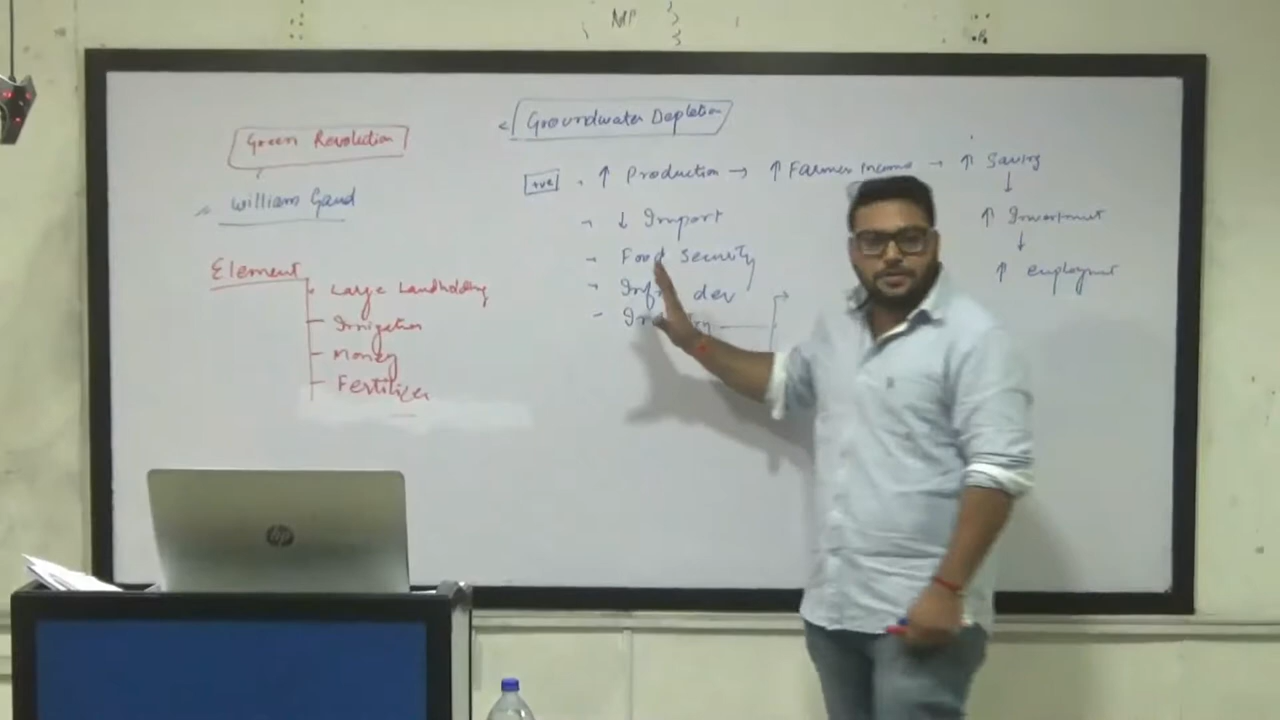 MP
Green Revolution
William Gaud
Element
Large Landholding
Irrigation
Money
Fertilizer
Groundwater Depletion
+ve ↑ Production → ↑ Farmer Income → ↑ Saving
↓
↑ Investment
↓
↑ employment
→ ↓ Import
→ Food Security
→ dev
hp